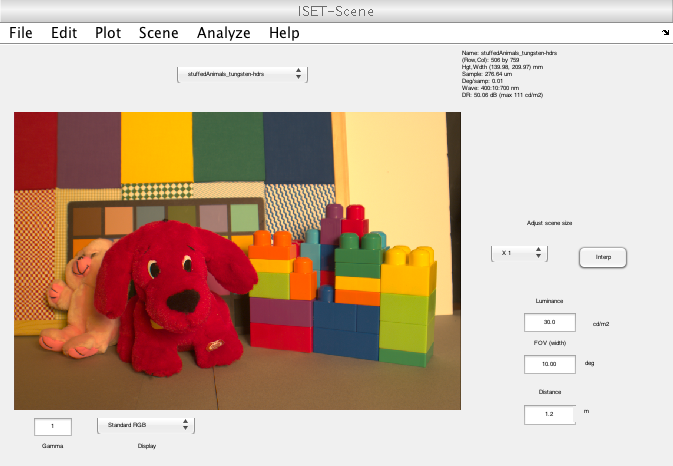 ISET-Scene
File Edit Plot Scene Analyze Help
stuffedAnimals_tungsten-hdrs
Name: stuffedAnimals_tungsten-hdrs
(Row,Col): 506 by 759
Hgt,Wdth (139.98, 209.97) mm
Sample: 276.64 um
Deg/samp: 0.01
Wave: 400:10:700 nm
DR: 50.06 dB (max 111 cd/m2)
Adjust scene size
X 1
Interp
Luminance
30.0 cd/m2
FOV (width)
10.00 deg
Distance
1.2 m
1
Standard RGB
Gamma
Display